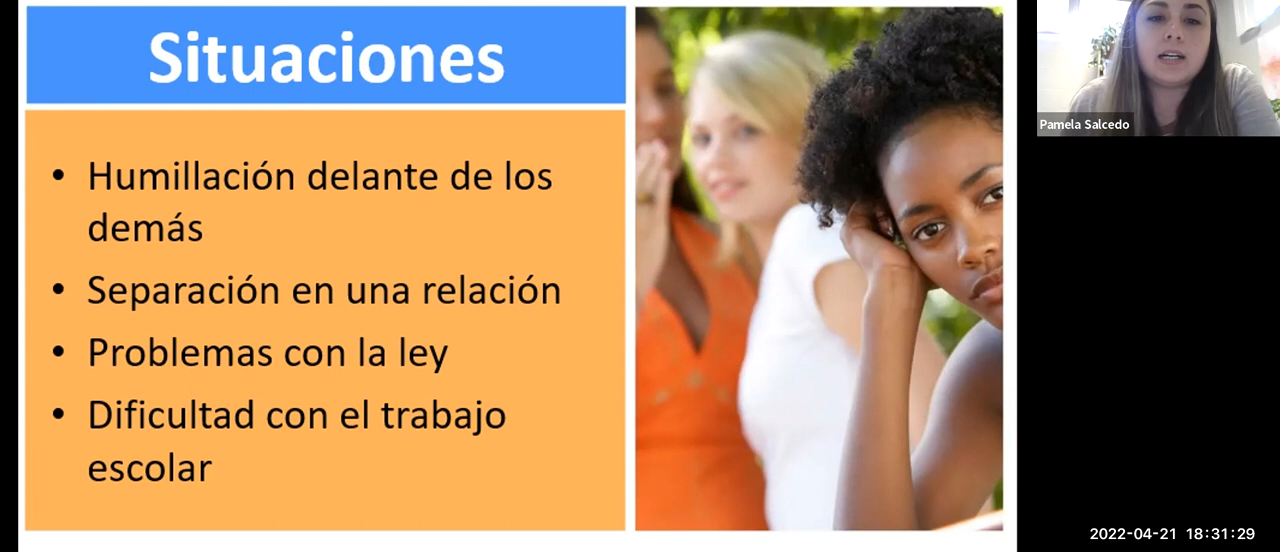 Situaciones
• Humillación delante de los
demás
• Separación en una relación
• Problemas con la ley
• Dificultad con el trabajo
escolar
Pamela Salcedo
2022-04-21 18:31:29